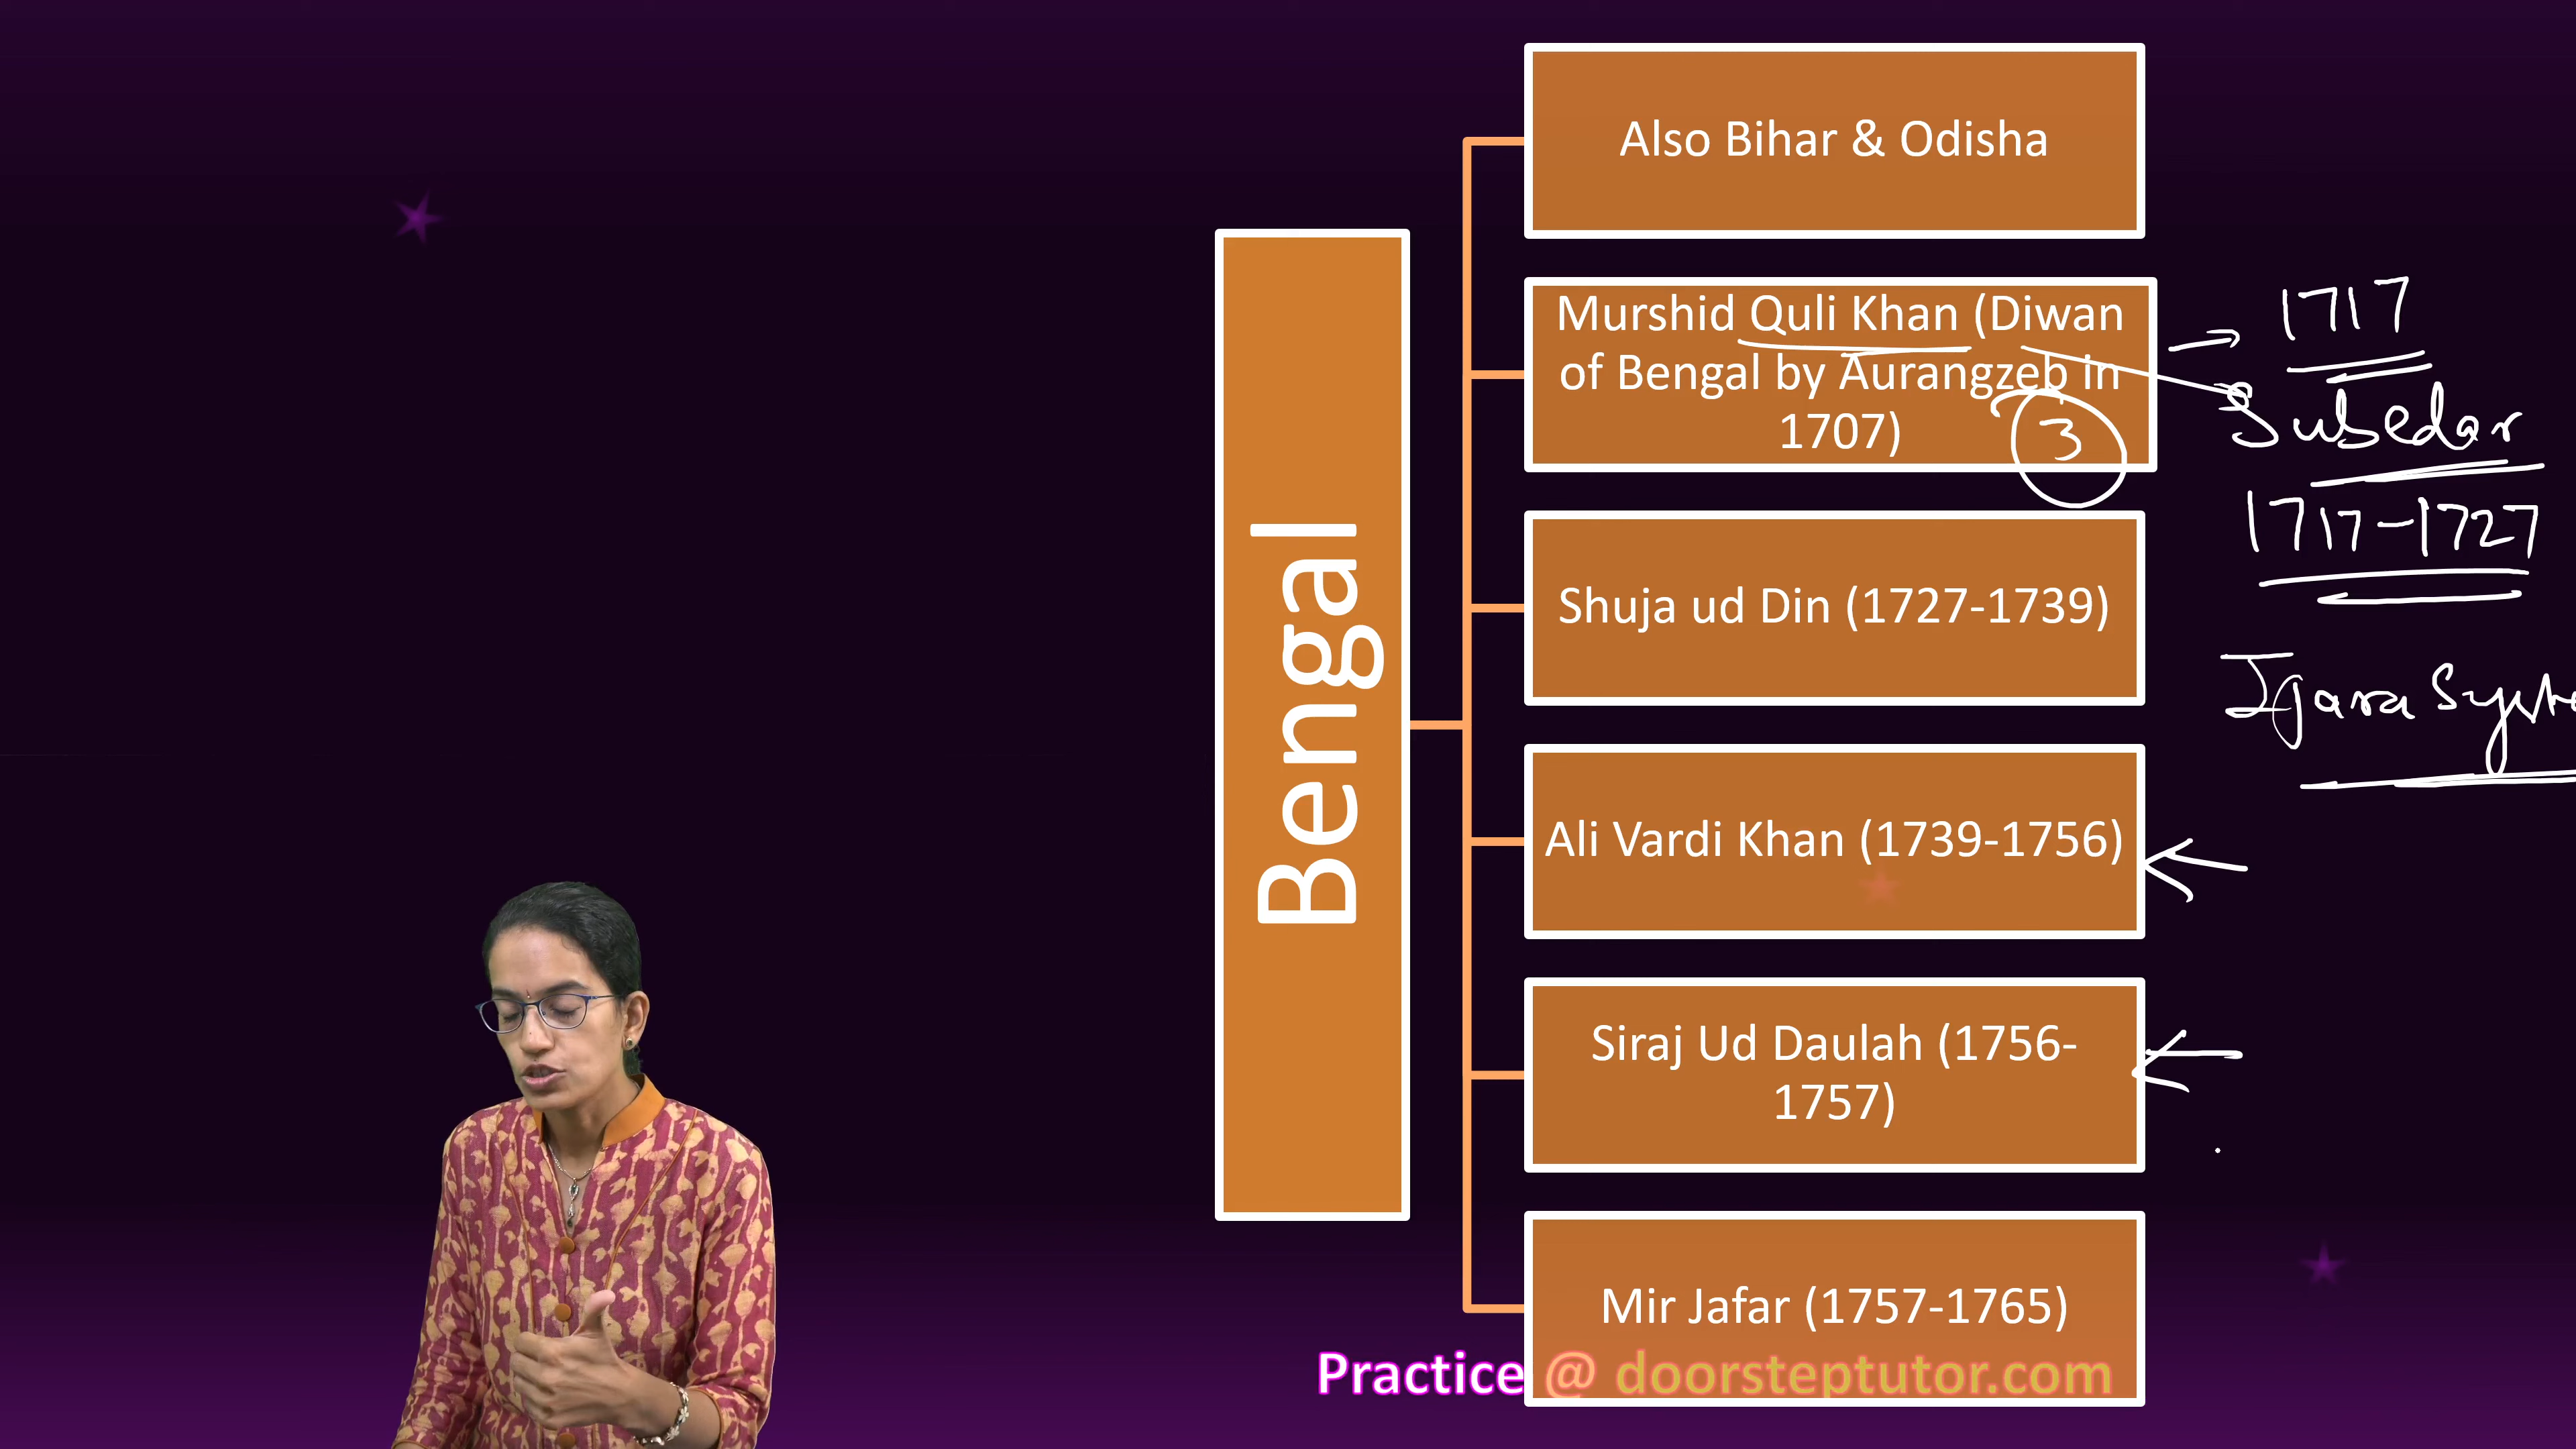 Bengal
Also Bihar & Odisha
Murshid Quli Khan (Diwan
of Bengal by Aurangzeb in
1707)
3
1717
Subedar
1717-1727
Shuja ud Din (1727-1739)
Ijara
Ali Vardi Khan (1739-1756)
Siraj Ud Daulah (1756-
1757)
Mir Jafar (1757-1765)
Practice @ doorsteptutor.com